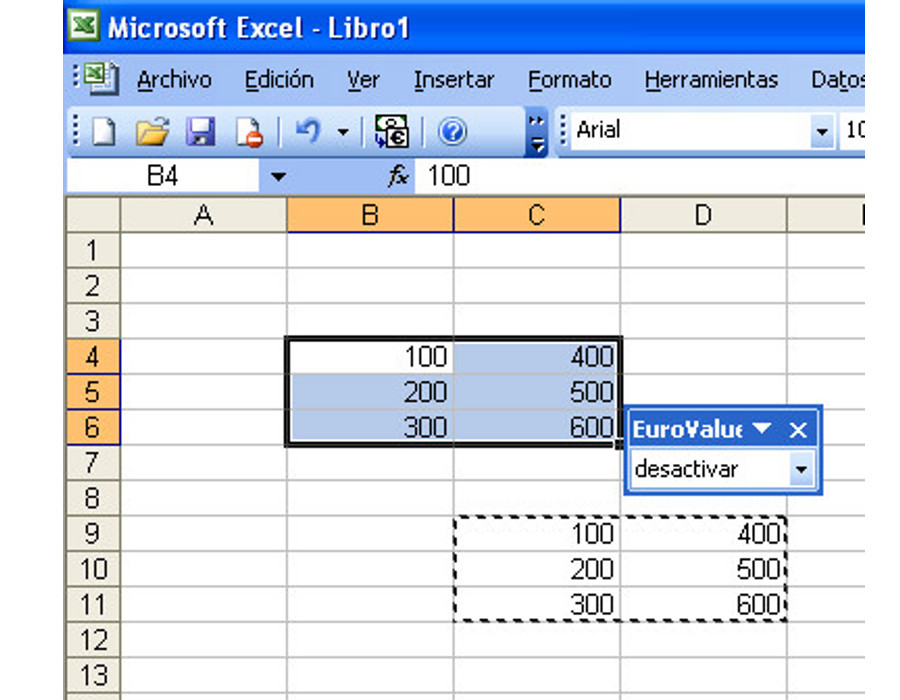 Microsoft Excel - Libro1
Archivo Edición Ver Insertar Formato Herramientas Datos
Arial 10
B4 fx 100
A B C D
1
2
3
4 100 400
5 200 500
6 300 600
EuroValue
7
desactivar
8
9 100 400
10 200 500
11 300 600
12
13